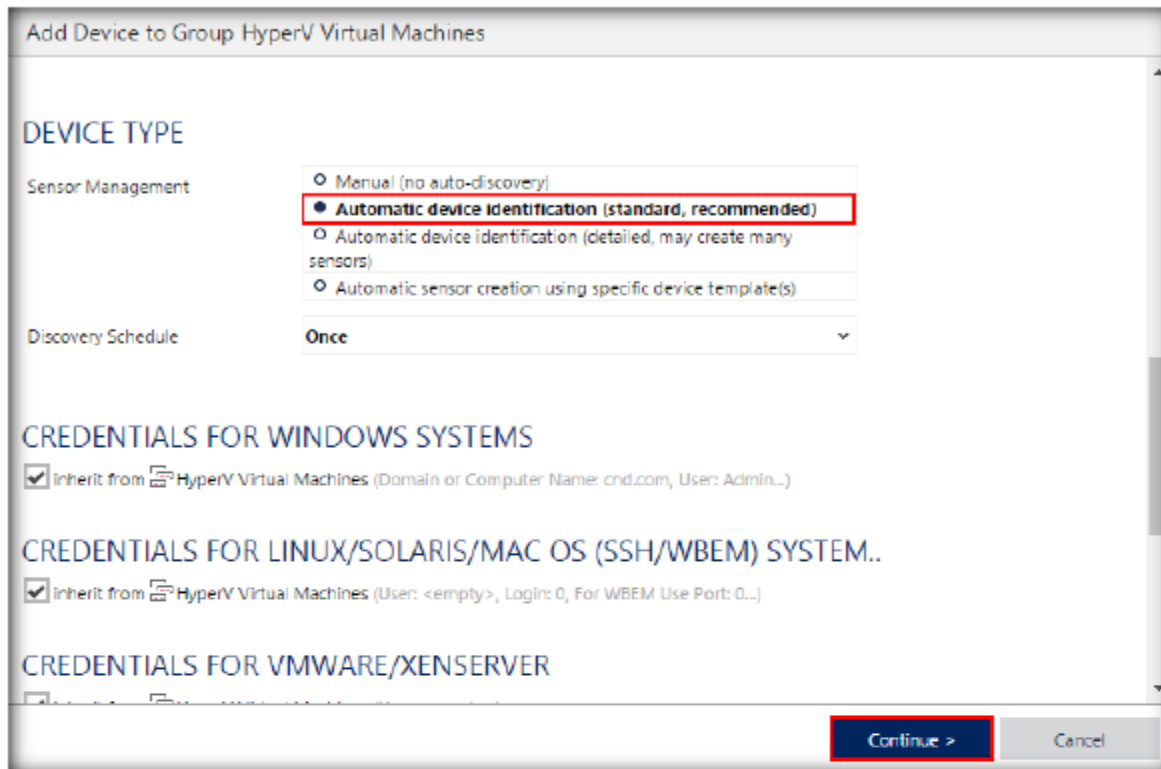 Add Device to Group HyperV Virtual Machines
DEVICE TYPE
Sensor Management
Manual (no auto-discovery)
Automatic device identification (standard, recommended)
Automatic device identification (detailed, may create many
sensors)
Automatic sensor creation using specific device template(s)
Discovery Schedule
Once
CREDENTIALS FOR WINDOWS SYSTEMS
inherit from HyperV Virtual Machines (Domain or Computer Name: cnd.com, User: Admin...)
CREDENTIALS FOR LINUX/SOLARIS/MAC OS (SSH/WBEM) SYSTEM..
inherit from HyperV Virtual Machines (User: <empty>, Login: 0, For WBEM Use Port: 0...)
CREDENTIALS FOR VMWARE/XENSERVER
Continue >
Cancel